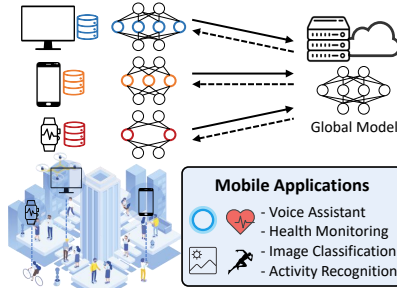 Global Model
Mobile Applications
- Voice Assistant
- Health Monitoring
- Image Classification
- Activity Recognition